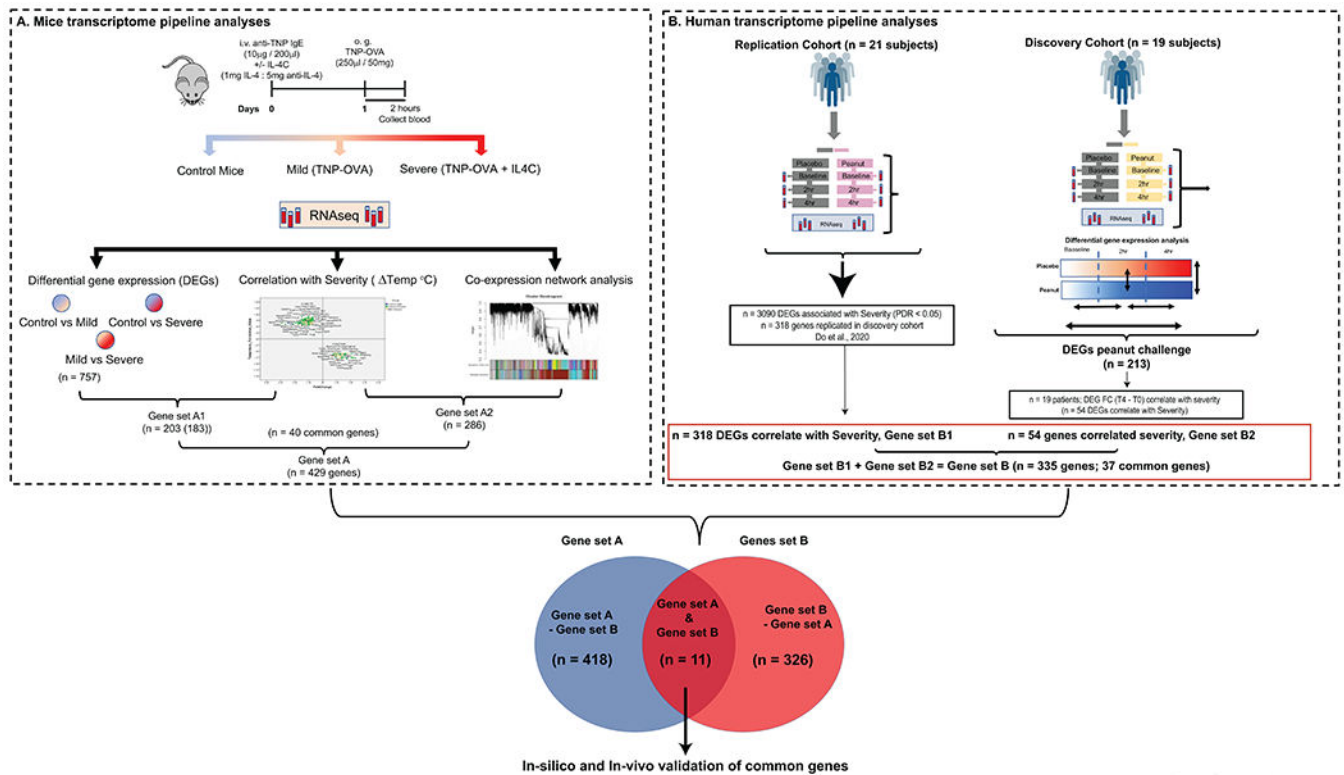 A. Mice transcriptome pipeline analyses
i.v. anti-TNP IgE
(10µg / 200µl)
+/- IL-4C
(1mg IL-4 : 5mg anti-IL-4)
o. g.
TNP-OVA
(250µl / 50mg)
Days 0 1 2 hours
Collect blood
Control Mice Mild (TNP-OVA) Severe (TNP-OVA + IL4C)
RNAseq
Differential gene expression (DEGs) Correlation with Severity ( ΔTemp °C) Co-expression network analysis
Control vs Mild Control vs Severe
Mild vs Severe
(n = 757)
Gene set A1
(n = 203 (183))
(n = 40 common genes)
Gene set A2
(n = 286)
Gene set A
(n = 429 genes)
B. Human transcriptome pipeline analyses
Replication Cohort (n = 21 subjects)
Placebo Peanut
Baseline Baseline
2hr 2hr
4hr 4hr
RNAseq
n = 3090 DEGs associated with Severity (PDR < 0.05)
n = 318 genes replicated in discovery cohort
Do et al., 2020
Discovery Cohort (n = 19 subjects)
Placebo Peanut
Baseline Baseline
2hr 2hr
4hr 4hr
RNAseq
Differential gene expression analysis
Basseline 2hr 4hr
Placebo
Peanut
DEGs peanut challenge
(n = 213)
n = 19 patients; DEG FC (T4 - T0) correlate with severity
(n = 54 DEGs correlate with Severity)
n = 318 DEGs correlate with Severity, Gene set B1 n = 54 genes correlated severity, Gene set B2
Gene set B1 + Gene set B2 = Gene set B (n = 335 genes; 37 common genes)
Gene set A Genes set B
Gene set A
- Gene set B
(n = 418)
Gene set A
&
Gene set B
(n = 11)
Gene set B
- Gene set A
(n = 326)
In-silico and In-vivo validation of common genes